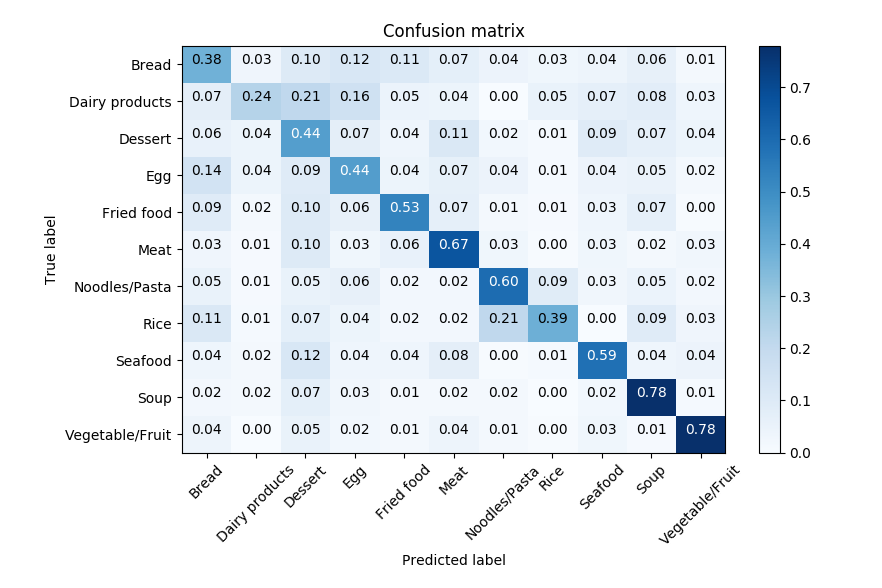 Confusion matrix
Bread 0.38 0.03 0.10 0.12 0.11 0.07 0.04 0.03 0.04 0.06 0.01
Dairy products 0.07 0.24 0.21 0.16 0.05 0.04 0.00 0.05 0.07 0.08 0.03
Dessert 0.06 0.04 0.44 0.07 0.04 0.11 0.02 0.01 0.09 0.07 0.04
Egg 0.14 0.04 0.09 0.44 0.04 0.07 0.04 0.01 0.04 0.05 0.02
Fried food 0.09 0.02 0.10 0.06 0.53 0.07 0.01 0.01 0.03 0.07 0.00
Meat 0.03 0.01 0.10 0.03 0.06 0.67 0.03 0.00 0.03 0.02 0.03
Noodles/Pasta 0.05 0.01 0.05 0.06 0.02 0.02 0.60 0.09 0.03 0.05 0.02
Rice 0.11 0.01 0.07 0.04 0.02 0.02 0.21 0.39 0.00 0.09 0.03
Seafood 0.04 0.02 0.12 0.04 0.04 0.08 0.00 0.01 0.59 0.04 0.04
Soup 0.02 0.02 0.07 0.03 0.01 0.02 0.02 0.00 0.02 0.78 0.01
Vegetable/Fruit 0.04 0.00 0.05 0.02 0.01 0.04 0.01 0.00 0.03 0.01 0.78
Bread Dairy products Dessert Egg Fried food Meat Noodles/Pasta Rice Seafood Soup Vegetable/Fruit
Predicted label
True label
0.7
0.6
0.5
0.4
0.3
0.2
0.1
0.0